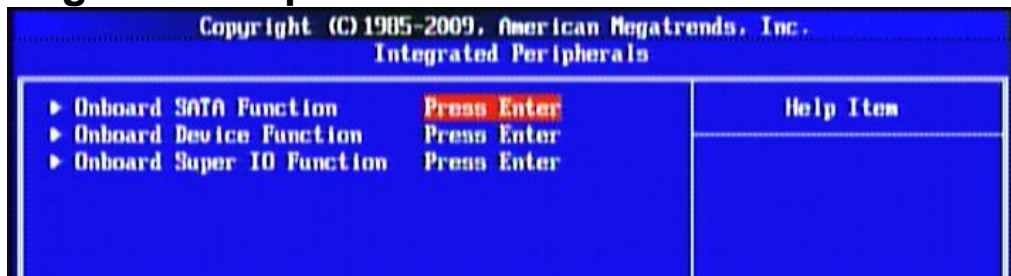 Copyright (C)1985-2009, American Megatrends, Inc.
Integrated Peripherals
▶ Onboard SATA Function Press Enter
▶ Onboard Device Function Press Enter
▶ Onboard Super IO Function Press Enter
Help Item